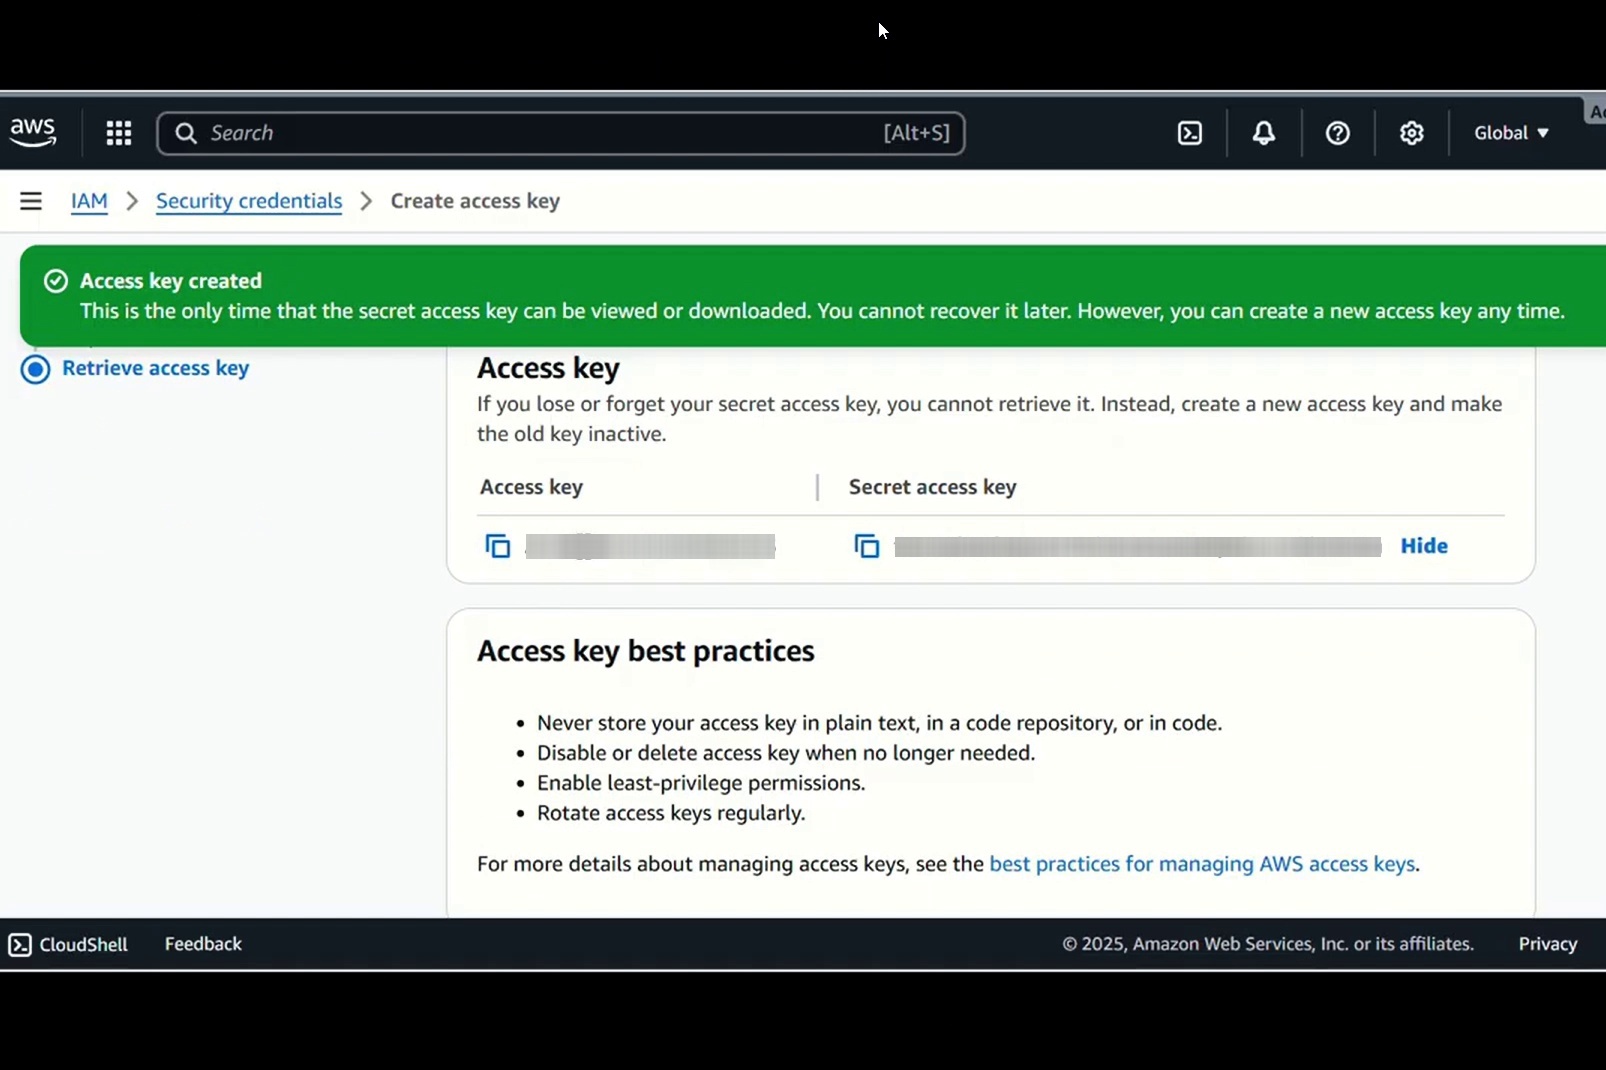 aws
Search [Alt+S]
Global
IAM > Security credentials > Create access key
Access key created
This is the only time that the secret access key can be viewed or downloaded. You cannot recover it later. However, you can create a new access key any time.
Retrieve access key
Access key
If you lose or forget your secret access key, you cannot retrieve it. Instead, create a new access key and make
the old key inactive.
Access key
Secret access key
Hide
Access key best practices
• Never store your access key in plain text, in a code repository, or in code.
• Disable or delete access key when no longer needed.
• Enable least-privilege permissions.
• Rotate access keys regularly.
For more details about managing access keys, see the best practices for managing AWS access keys.
CloudShell Feedback © 2025, Amazon Web Services, Inc. or its affiliates. Privacy